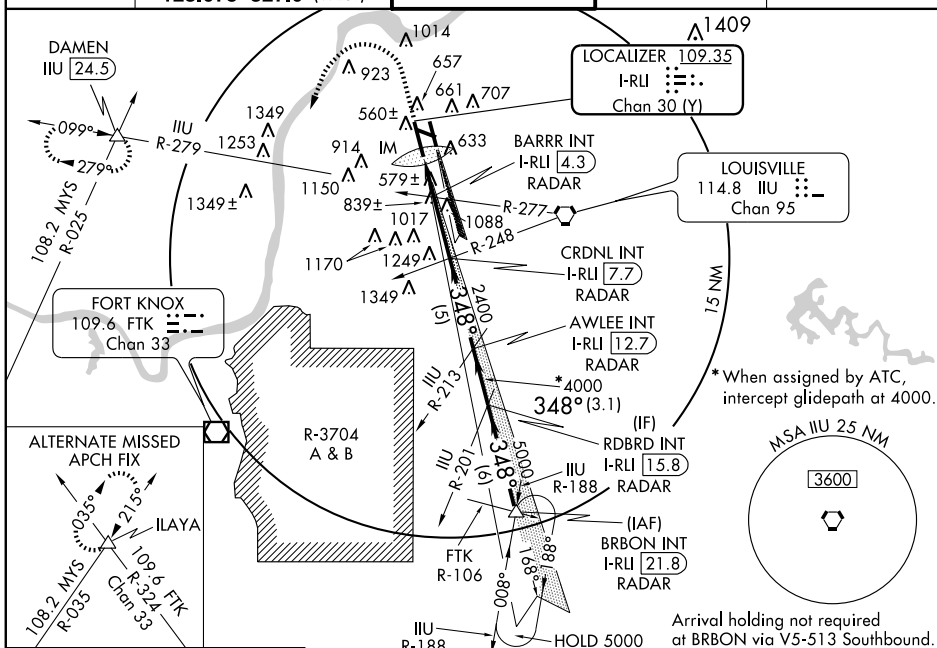 1014
1409
DAMEN
IIU 24.5
923
657
661
707
LOCALIZER 109.35
I-RLI
Chan 30 (Y)
1349
560±
099°
IIU
R-279
1253
914
IM
633
BARRR INT
I-RLI 4.3
RADAR
279°
1150
579±
LOUISVILLE
114.8 IIU
Chan 95
1349±
839±
R-277
1088
1017
R-248
108.2 MYS
R-025
1170
1249
CRDNL INT
I-RLI 7.7
RADAR
1349
15 NM
348°
(5)
2400
FORT KNOX
109.6 FTK
Chan 33
AWLEE INT
I-RLI 12.7
RADAR
IIU
R-213
*4000
348° (3.1)
* When assigned by ATC,
intercept glidepath at 4000.
(IF)
RDBRD INT
I-RLI 15.8
RADAR
R-3704
A & B
ALTERNATE MISSED
APCH FIX
MSA IIU 25 NM
3600
IIU
R-201
348°
(6)
5000
IIU
R-188
035°
215°
ILAYA
(IAF)
BRBON INT
I-RLI 21.8
RADAR
FTK
R-106
088°
168°
008°
108.2 MYS
R-035
109.6 FTK
R-324
Chan 33
Arrival holding not required
at BRBON via V5-513 Southbound.
IIU
R-188
HOLD 5000